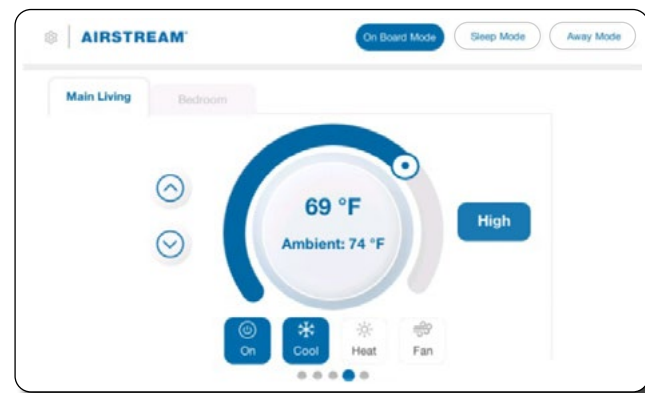 AIRSTREAM
On Board Mode
Sleep Mode
Away Mode
Main Living
Bedroom
69 °F
Ambient: 74 °F
High
On
Cool
Heat
Fan